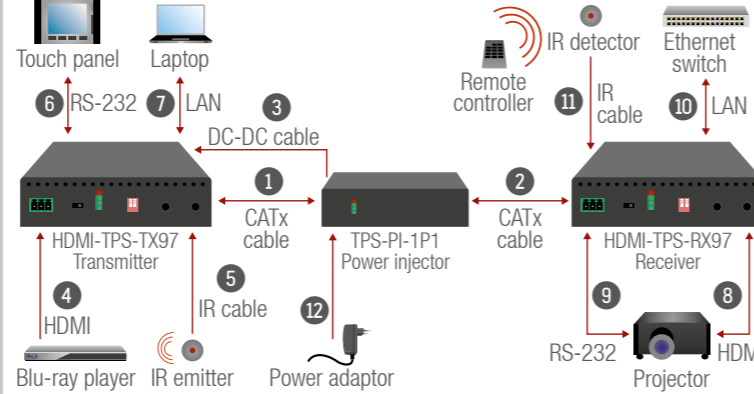 Touch panel
Laptop
Remote
controller
IR detector
Ethernet
switch
6 RS-232
7 LAN
3
DC-DC cable
11 IR
cable
10 LAN
1
CATx
cable
2
CATx
cable
HDMI-TPS-TX97
Transmitter
TPS-PI-1P1
Power injector
HDMI-TPS-RX97
Receiver
4
HDMI
5
IR cable
12
9
RS-232
8
HDM
Blu-ray player
IR emitter
Power adaptor
Projector